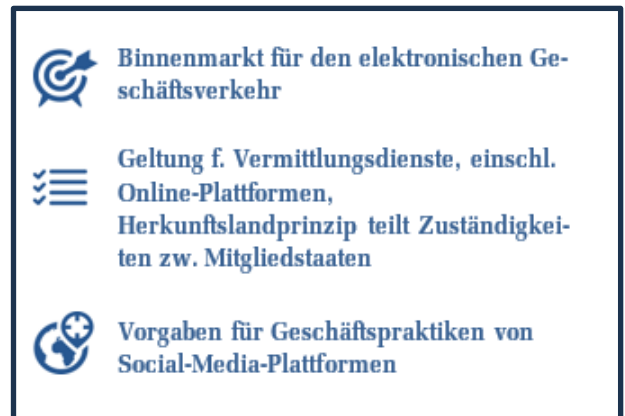 Binnenmarkt für den elektronischen Ge-
schäftsverkehr
Geltung f. Vermittlungsdienste, einschl.
Online-Plattformen,
Herkunftslandprinzip teilt Zuständigkei-
ten zw. Mitgliedstaaten
Vorgaben für Geschäftspraktiken von
Social-Media-Plattformen